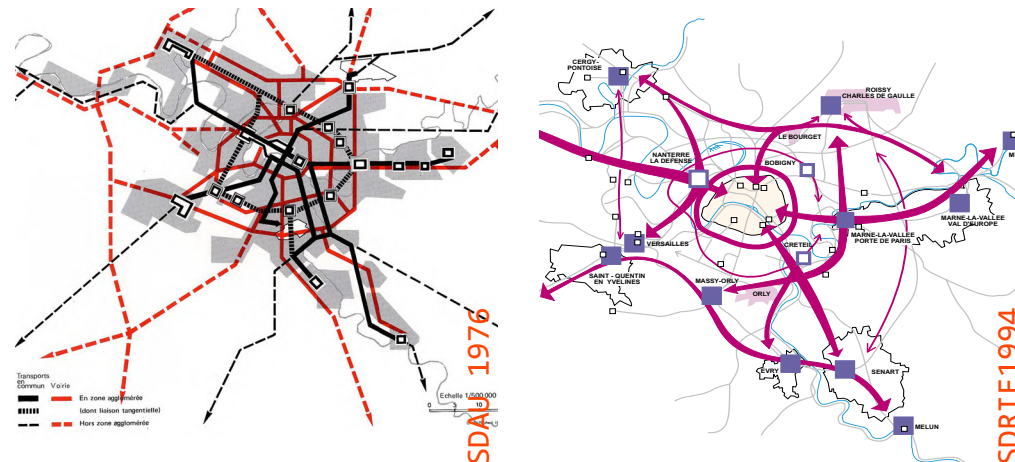 Transports
en
commun Voirie
En zone agglomérée
(dont liaison tangentielle)
Hors zone agglomérée
Echelle 1/500 000
0 3 10
SDAU 1976
CERGY-
PONTOISE
ROISSY
CHARLES DE GAULLE
LE BOURGET
NANTERRE
LA DEFENSE
BOBIGNY
MARNE-LA-VALLEE
VAL D'EUROPE
MARNE-LA-VALLEE
PORTE DE PARIS
VERSAILLES
CRETEIL
SAINT - QUENTIN
EN YVELINES
MASSY-ORLY
ORLY
EVRY
SENART
MELUN
SDRIF1994